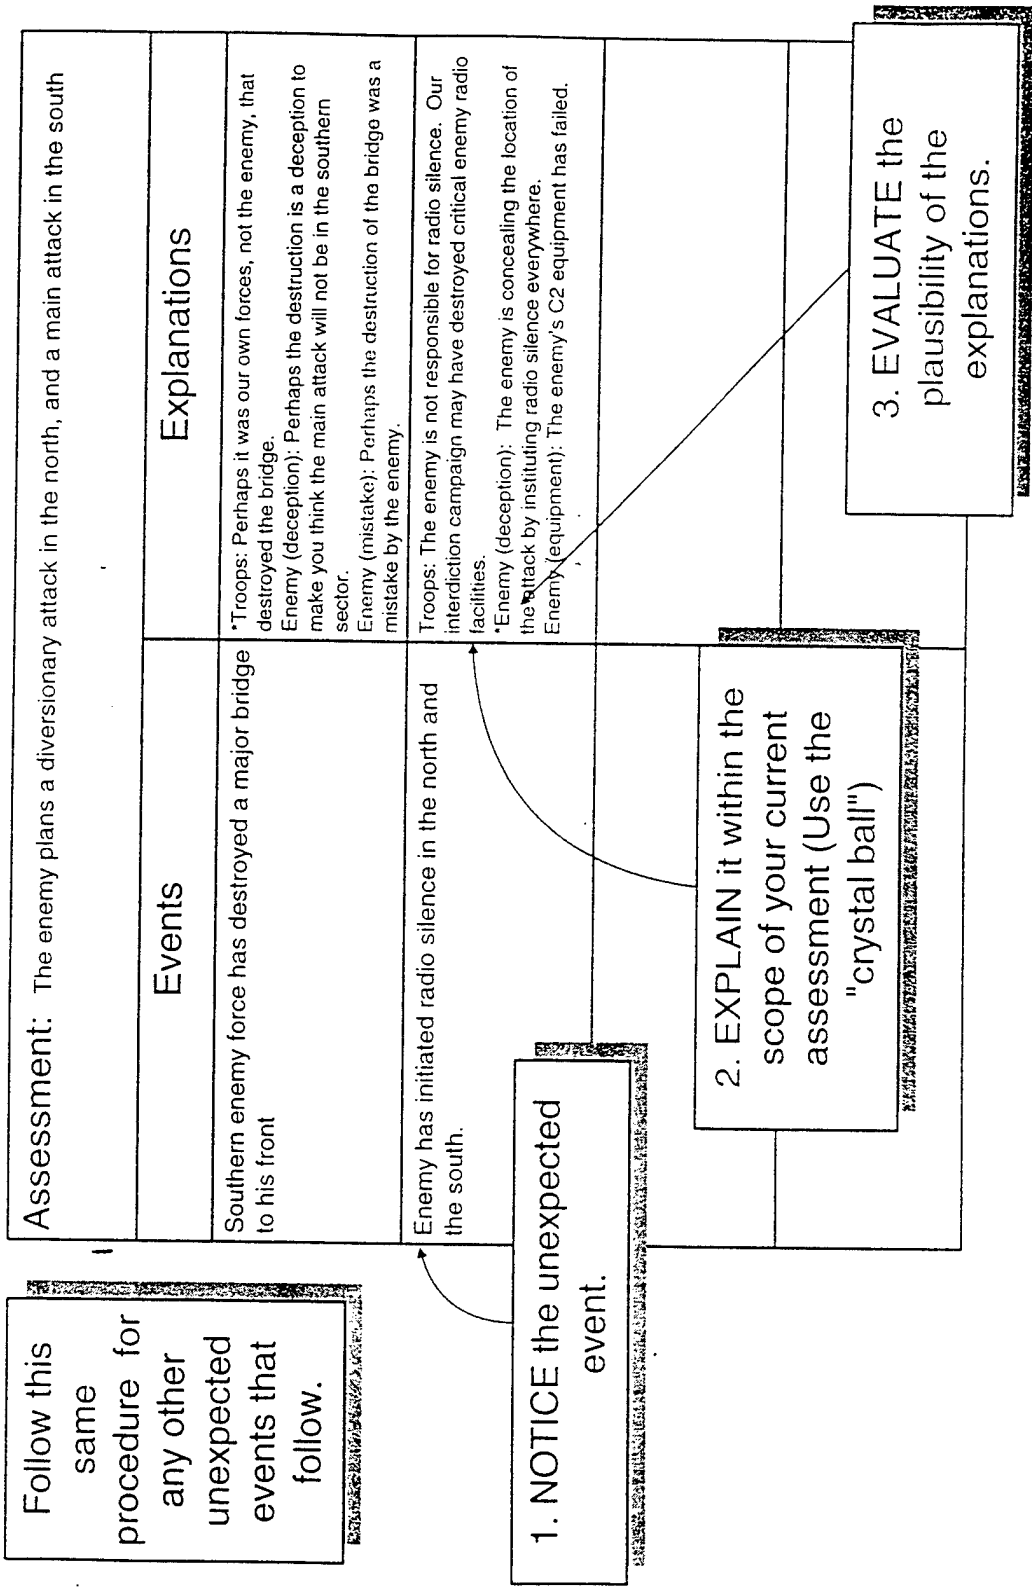 Follow this
same
procedure for
any other
unexpected
events that
follow.
Assessment: The enemy plans a diversionary attack in the north, and a main attack in the south
Events
Explanations
Southern enemy force has destroyed a major bridge
to his front
*Troops: Perhaps it was our own forces, not the enemy, that
destroyed the bridge.
Enemy (deception): Perhaps the destruction is a deception to
make you think the main attack will not be in the southern
sector.
Enemy (mistake): Perhaps the destruction of the bridge was a
mistake by the enemy.
Enemy has initiated radio silence in the north and
the south.
Troops: The enemy is not responsible for radio silence. Our
interdiction campaign may have destroyed critical enemy radio
facilities.
*Enemy (deception): The enemy is concealing the location of
the attack by instituting radio silence everywhere.
Enemy (equipment): The enemy's C2 equipment has failed.
1. NOTICE the unexpected
event.
2. EXPLAIN it within the
scope of your current
assessment (Use the
"crystal ball")
3. EVALUATE the
plausibility of the
explanations.